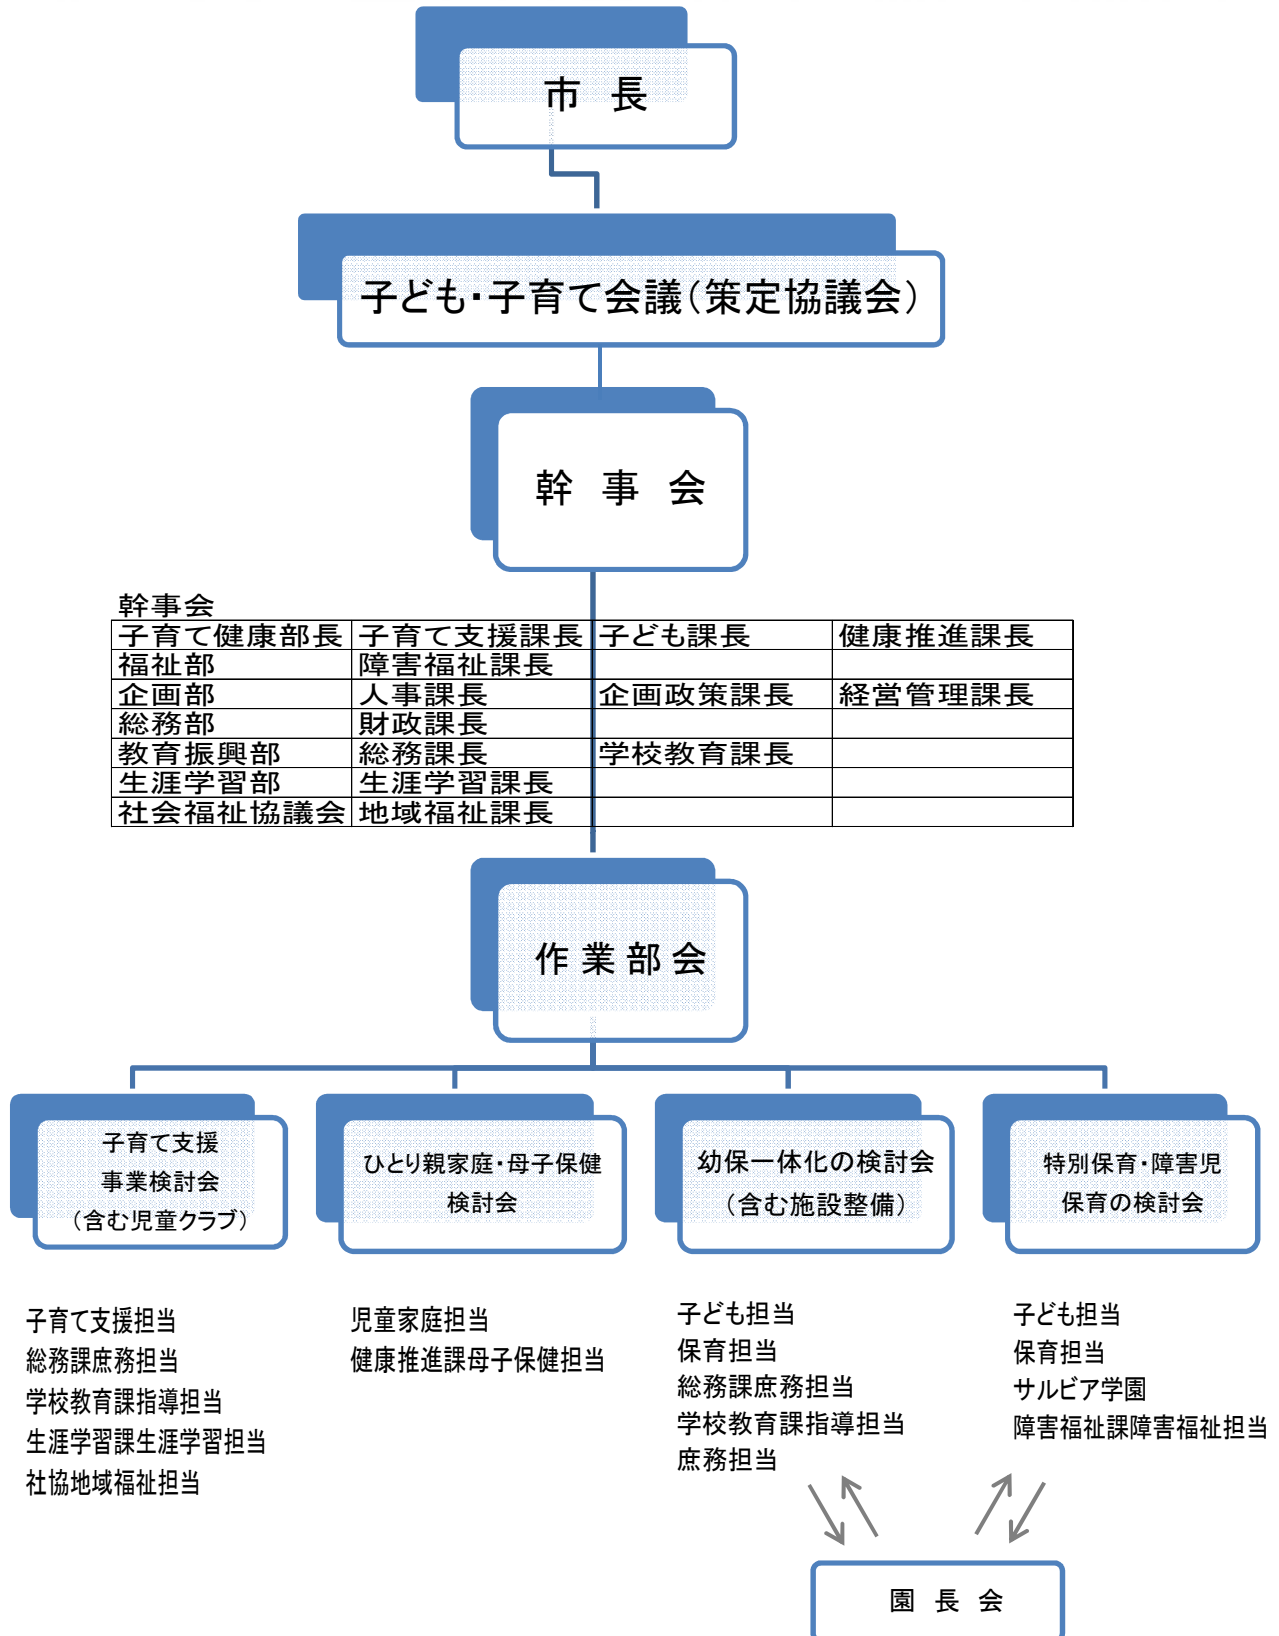 市 長
子ども・子育て会議(策定協議会)
幹 事 会
幹事会
子育て健康部長 子育て支援課長 子ども課長 健康推進課長
福祉部 障害福祉課長
企画部 人事課長 企画政策課長 経営管理課長
総務部 財政課長
教育振興部 総務課長 学校教育課長
生涯学習部 生涯学習課長
社会福祉協議会 地域福祉課長
作 業 部 会
子育て支援
事業検討会
(含む児童クラブ)
ひとり親家庭・母子保健
検討会
幼保一体化の検討会
(含む施設整備)
特別保育・障害児
保育の検討会
子育て支援担当
総務課庶務担当
学校教育課指導担当
生涯学習課生涯学習担当
社協地域福祉担当
児童家庭担当
健康推進課母子保健担当
子ども担当
保育担当
総務課庶務担当
学校教育課指導担当
庶務担当
子ども担当
保育担当
サルビア学園
障害福祉課障害福祉担当
園 長 会